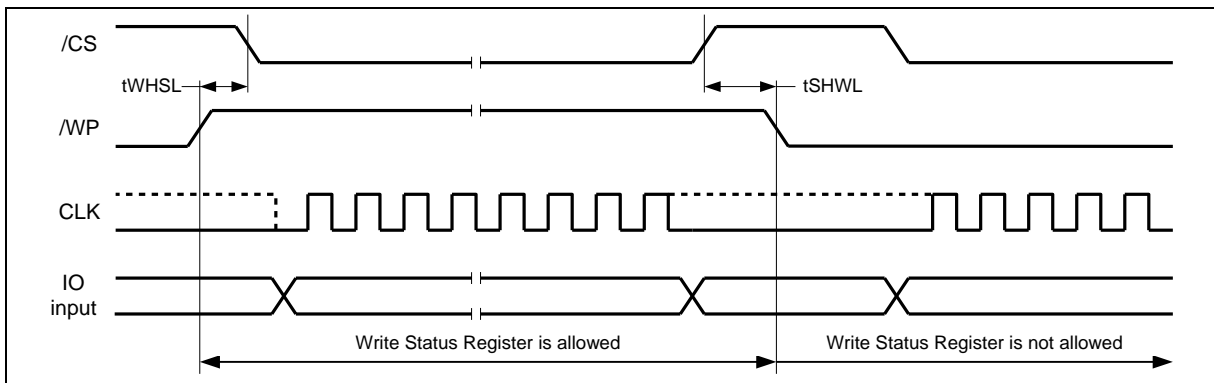 /CS
tWHSL
tSHWL
/WP
CLK
IO
input
Write Status Register is allowed
Write Status Register is not allowed